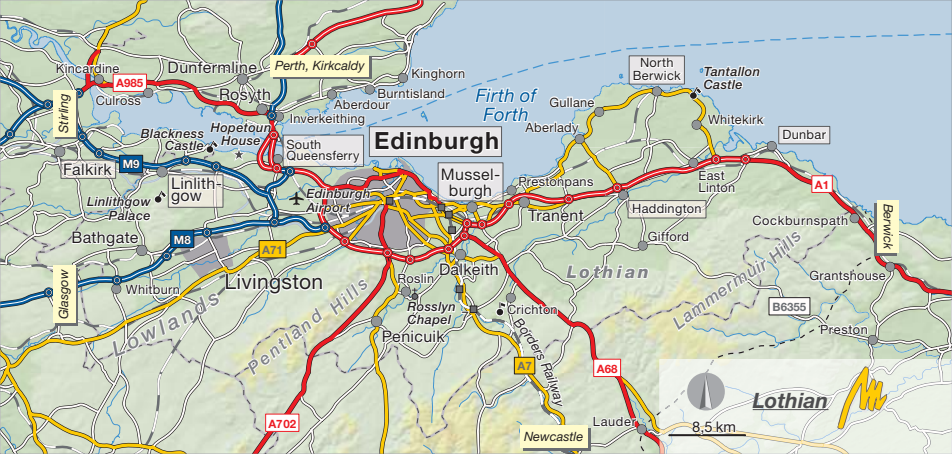 Kincardine
A985
Culross
Dunfermline
Perth, Kirkcaldy
Kinghorn
Burntisland
Aberdour
Rosyth
Inverkeithing
Stirling
Blackness
Castle
Hopetoun
House
South
Queensferry
Edinburgh
Firth of
Forth
Gullane
Aberlady
North
Berwick
Tantallon
Castle
Whitekirk
Dunbar
Falkirk
M9
Linlith-
gow
Linlithgow
Palace
Edinburgh
Airport
Mussel-
burgh
Prestonpans
Tranent
Haddington
East
Linton
A1
Cockburnspath
Berwick
Bathgate
M8
A71
Livingston
Whitburn
Glasgow
Lowlands
Pentland Hills
Roslin
Rosslyn
Chapel
Dalkeith
Gifford
Lothian
Lammermuir Hills
Grantshouse
B6355
Preston
Crichton
Borders Railway
Penicuik
A7
A68
A702
Newcastle
Lauder
8,5 km
Lothian